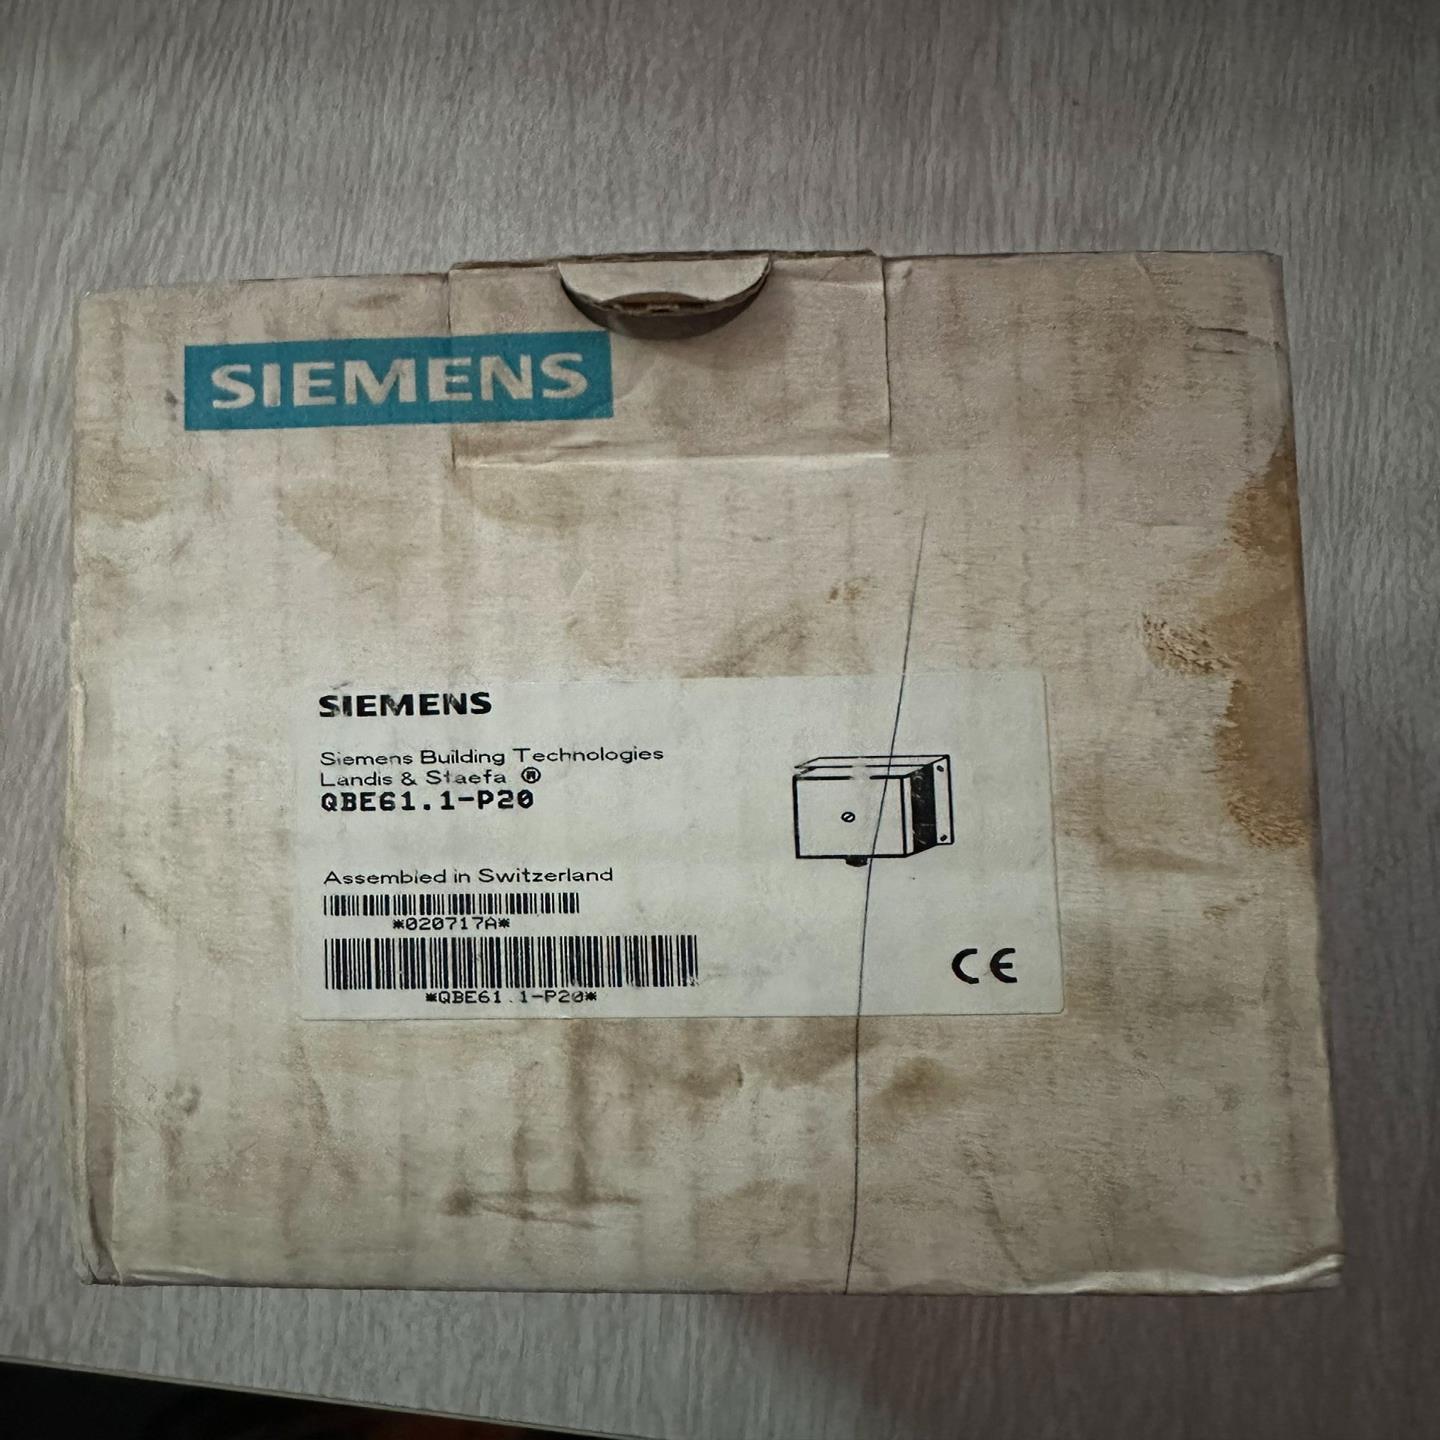 SIEMENS
SIEMENS
Siemens Building Technologies
Landis & Staefa ®
QBE61.1-P20
Assembled in Switzerland
*020717A*
*QBE61.1-P20*
CE